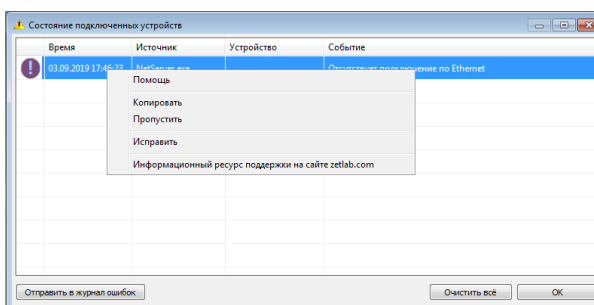 Состояние подключенных устройств
Время Источник Устройство Событие
03.09.2019 17:46:23 NetServer.exe Отсутствует подключение по Ethernet
Помощь
Копировать
Пропустить
Исправить
Информационный ресурс поддержки на сайте zetlab.com
Отправить в журнал ошибок Очистить всё OK